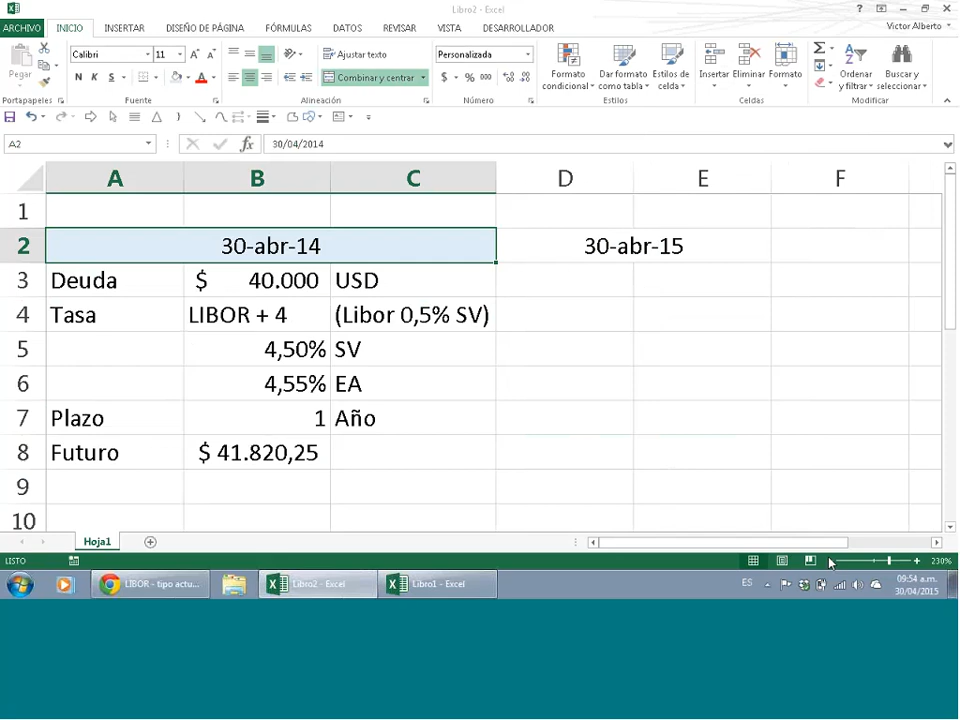 Libro2 - Excel
ARCHIVO INICIO INSERTAR DISEÑO DE PÁGINA FÓRMULAS DATOS REVISAR VISTA DESARROLLADOR Victor Alberto
Pegar
Calibri 11
N K S
Ajustar texto
Combinar y centrar
Personalizada
$ % 000
Formato condicional
Dar formato como tabla
Estilos de celda
Insertar Eliminar Formato
Ordenar y filtrar
Buscar y seleccionar
Portapapeles Fuente Alineación Número Estilos Celdas Modificar
A2 fx 30/04/2014
A B C D E F
1
2 30-abr-14 30-abr-15
3 Deuda $ 40.000 USD
4 Tasa LIBOR + 4 (Libor 0,5% SV)
5 4,50% SV
6 4,55% EA
7 Plazo 1 Año
8 Futuro $ 41.820,25
9
10
Hoja1
LISTO 230%
LIBOR - tipo actu... Libro2 - Excel Libro1 - Excel ES 09:54 a.m.
30/04/2015